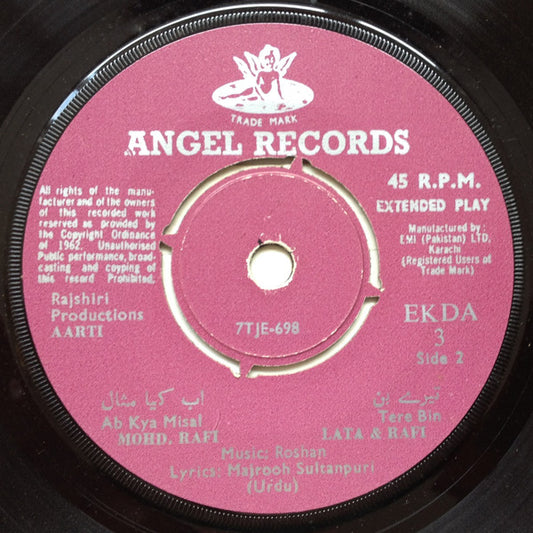 TRADE MARK
ANGEL RECORDS
All rights of the manu-
facturer and of the owners
of this recorded work
reserved as provided by
the Copyright Ordinance
of 1962. Unauthorised
Public performance, broad-
casting and coyping of
this record Prohibited.
45 R.P.M.
EXTENDED PLAY
Manufactured by:
EMI (Pakistan) LTD,
Karachi
(Registered Users of
Trade Mark)
Rajshiri
Productions
AARTI
7TJE-698
EKDA
3
Side 2
اب کیا مثال
Ab Kya Misal
MOHD. RAFI
تیرے بن
Tere Bin
LATA & RAFI
Music: Roshan
Lyrics: Majrooh Sultanpuri
(Urdu)